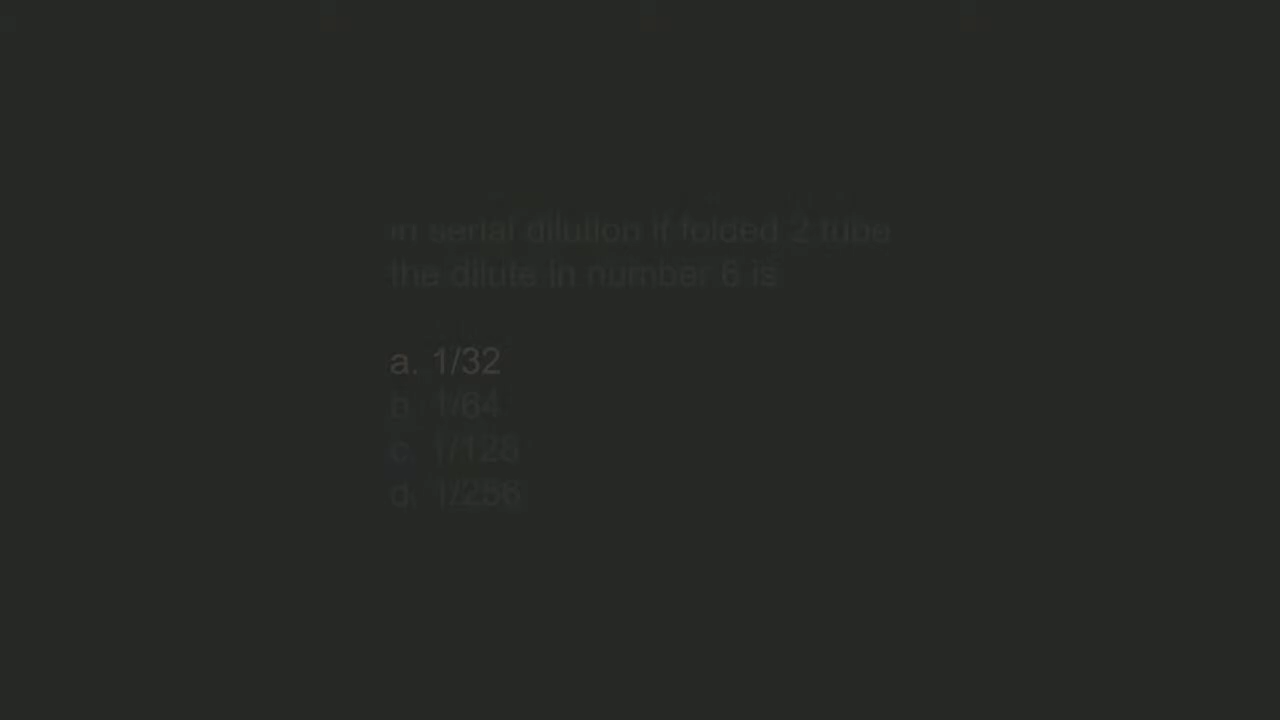 in serial dilution if folded 2 tube
the dilute in number 6 is
a. 1/32
b. 1/64
c. 1/128
d. 1/256